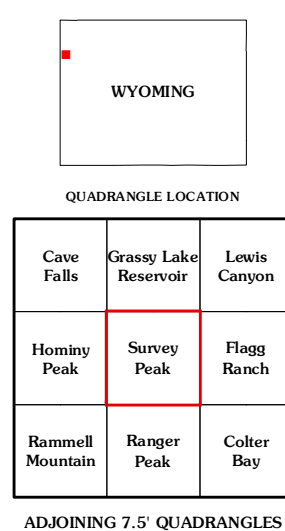 WYOMING
QUADRANGLE LOCATION
Cave
Falls
Grassy Lake
Reservoir
Lewis
Canyon
Hominy
Peak
Survey
Peak
Flagg
Ranch
Rammell
Mountain
Ranger
Peak
Colter
Bay
ADJOINING 7.5' QUADRANGLES